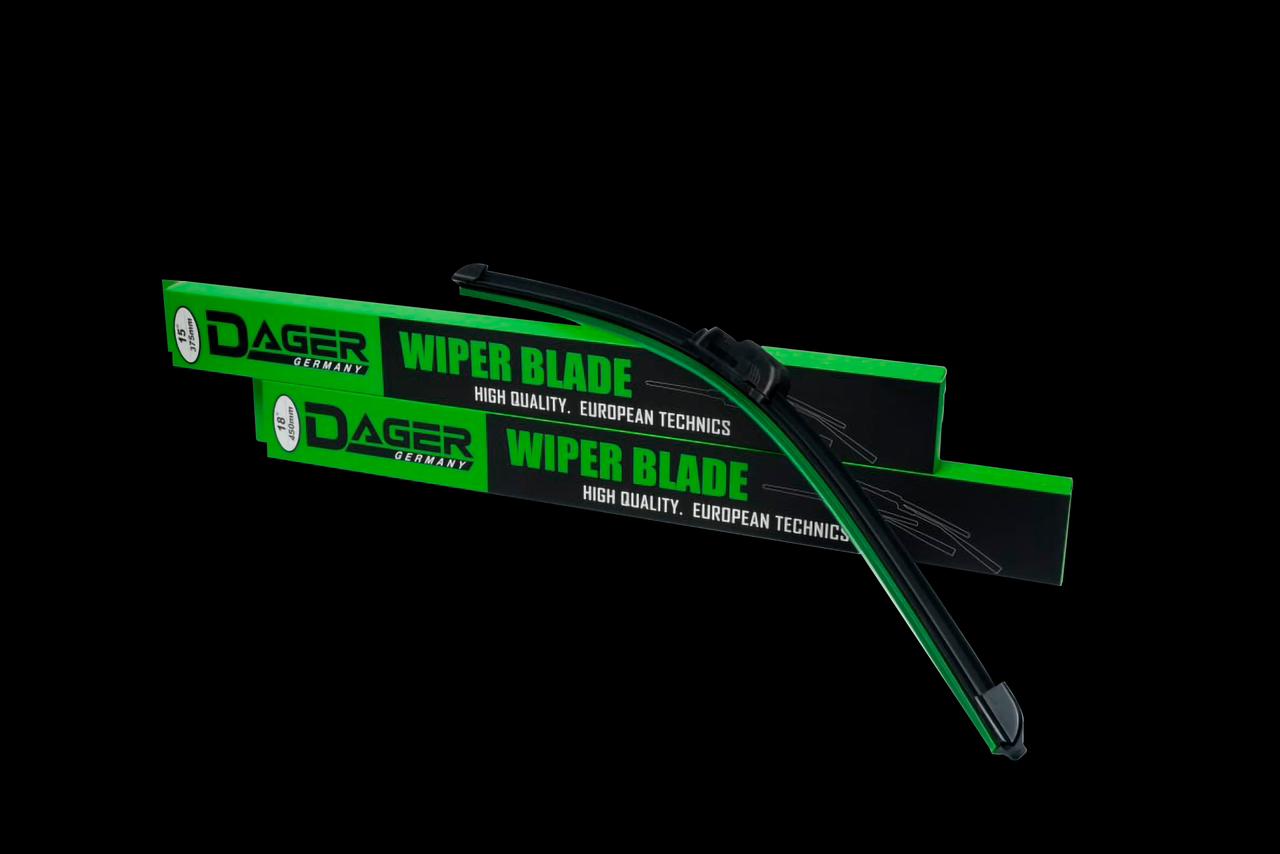 15"
375mm
DAGER
GERMANY
WIPER BLADE
HIGH QUALITY. EUROPEAN TECHNICS
18"
450mm
DAGER
GERMANY
WIPER BLADE
HIGH QUALITY. EUROPEAN TECHNICS